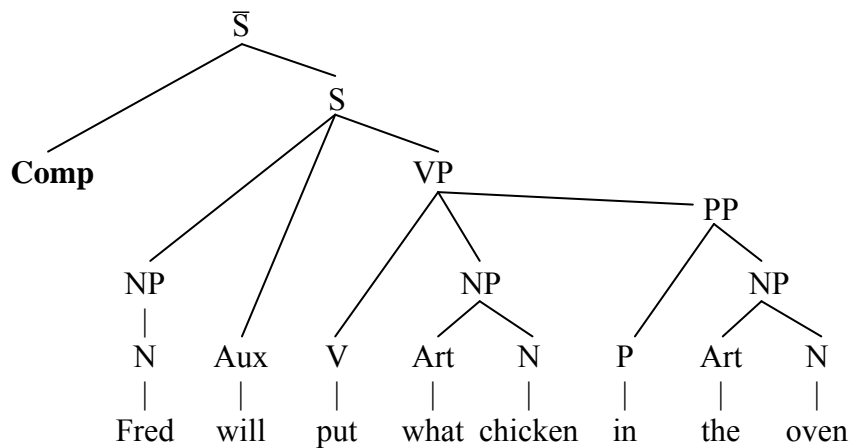 S̅
S
Comp
VP
PP
NP NP NP
N Aux V Art N P Art N
Fred will put what chicken in the oven